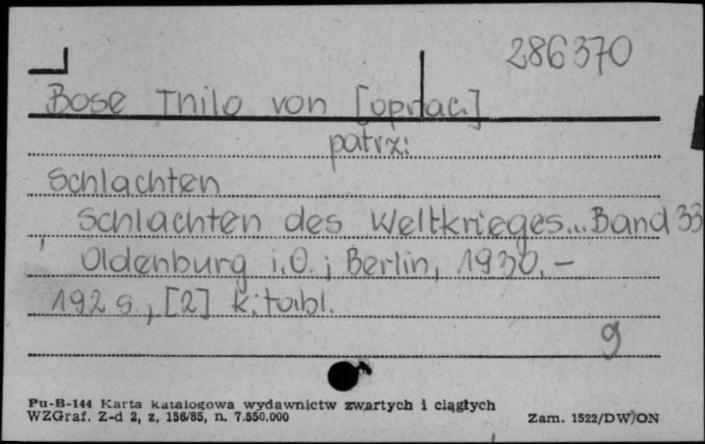 286370
Bose Thilo von [oprac.]
patrz:
Schlachten
Schlachten des Weltkrieges... Band 33
Oldenburg i.O.; Berlin, 1930. –
192 s., [2] k. tabl.
g
Pu-B-144 Karta katalogowa wydawnictw zwartych i ciągłych
WZGraf. Z-d 2, z. 156/85, n. 7.550.000
Zam. 1522/DW/ON